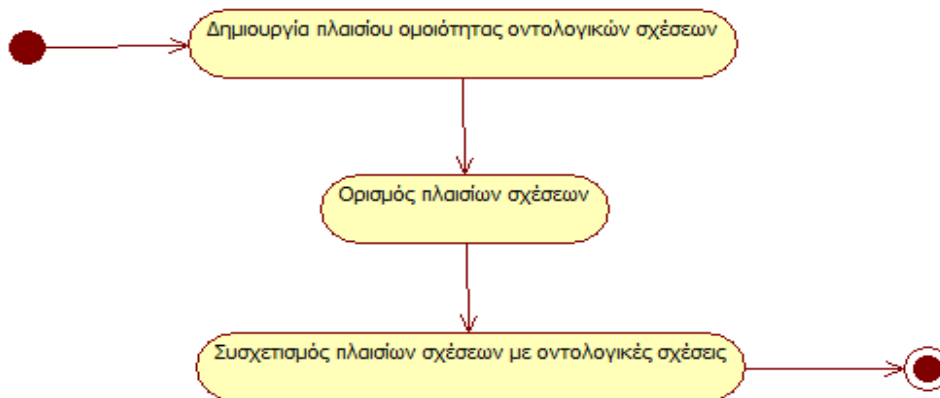 Δημιουργία πλαισίου ομοιότητας οντολογικών σχέσεων
Ορισμός πλαισίων σχέσεων
Συσχετισμός πλαισίων σχέσεων με οντολογικές σχέσεις